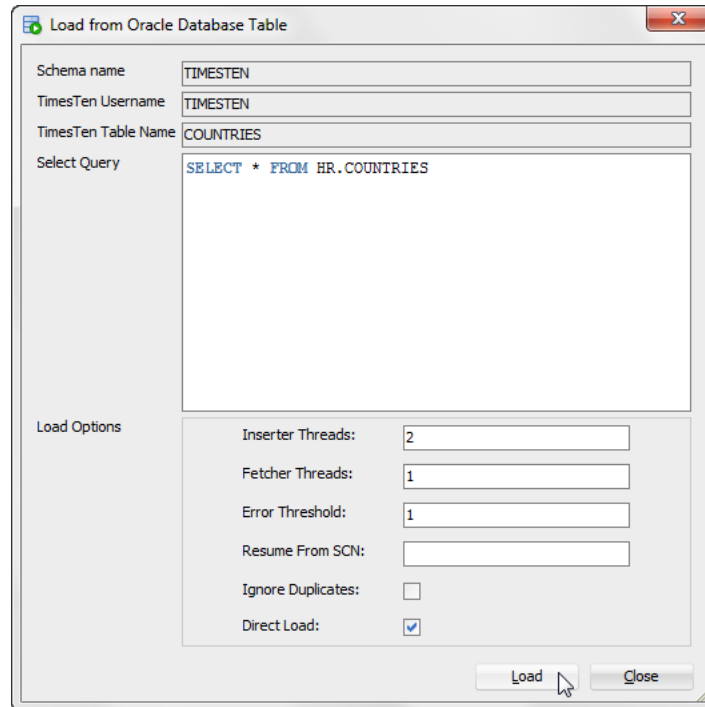 Load from Oracle Database Table
Schema name TIMESTEN
TimesTen Username TIMESTEN
TimesTen Table Name COUNTRIES
Select Query SELECT * FROM HR.COUNTRIES
Load Options
Inserter Threads: 2
Fetcher Threads: 1
Error Threshold: 1
Resume From SCN:
Ignore Duplicates:
Direct Load:
Load Close